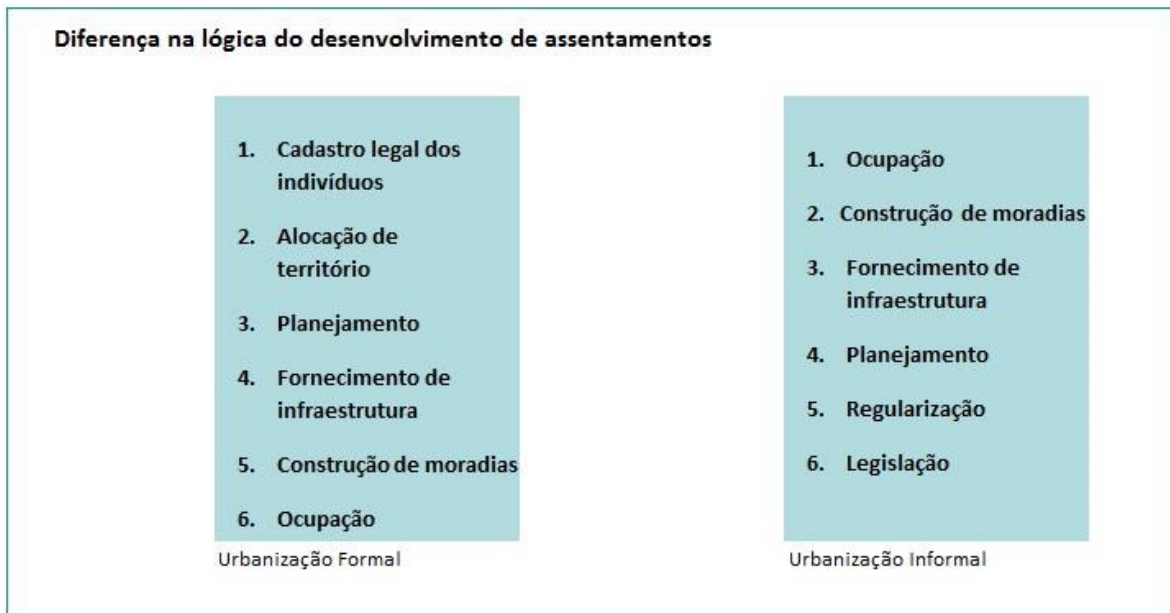 Diferença na lógica do desenvolvimento de assentamentos
1. Cadastro legal dos
indivíduos
2. Alocação de
território
3. Planejamento
4. Fornecimento de
infraestrutura
5. Construção de moradias
6. Ocupação
Urbanização Formal
1. Ocupação
2. Construção de moradias
3. Fornecimento de
infraestrutura
4. Planejamento
5. Regularização
6. Legislação
Urbanização Informal